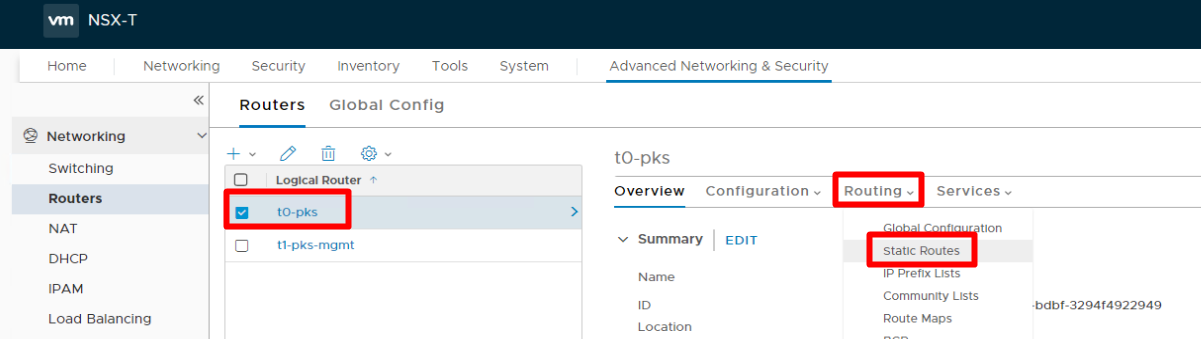 vm NSX-T
Home Networking Security Inventory Tools System Advanced Networking & Security
« Routers Global Config
Networking
Switching
Routers
NAT
DHCP
IPAM
Load Balancing
Logical Router ↑
t0-pks
t1-pks-mgmt
t0-pks
Overview Configuration Routing Services
Summary EDIT
Name
ID
Location
Global Configuration
Static Routes
IP Prefix Lists
Community Lists
Route Maps
-bdbf-3294f4922949